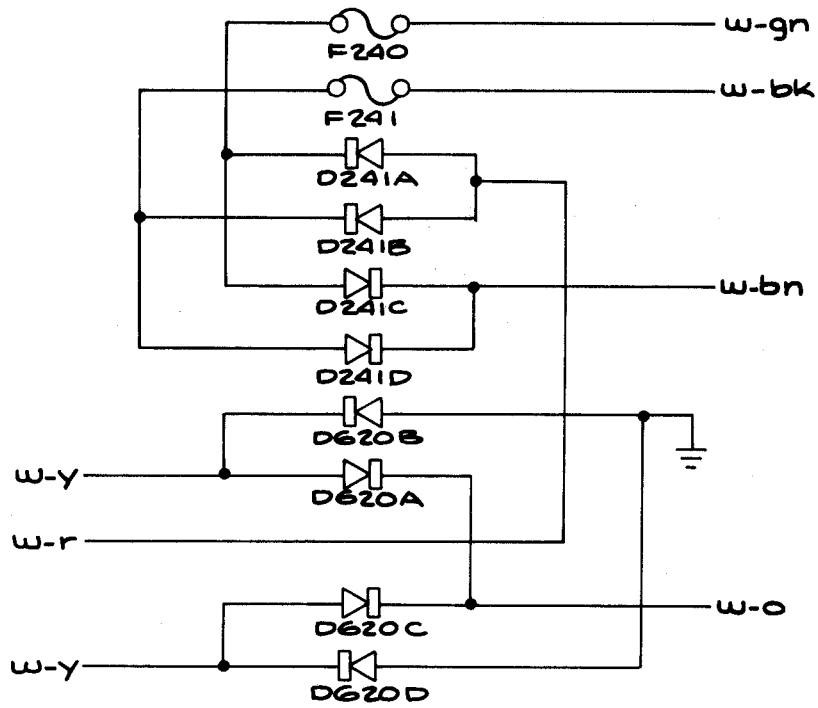 w-gn
F240
w-bk
F241
D241A
D241B
w-bn
D241C
D241D
D620B
w-y
D620A
w-r
w-o
D620C
w-y
D620D